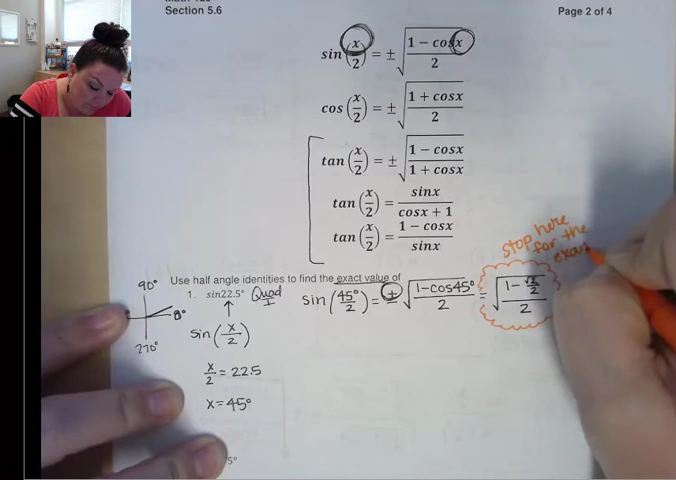 Section 5.6
Page 2 of 4
sin(x/2) = ± √((1 − cosx)/2)
cos(x/2) = ± √((1 + cosx)/2)
tan(x/2) = ± √((1 − cosx)/(1 + cosx))
tan(x/2) = sinx/(cosx + 1)
tan(x/2) = (1 − cosx)/sinx
stop here
for the
exam
Use half angle identities to find the exact value of
1. sin22.5° Quad I
sin(45°/2) = ± √((1−cos45°)/2) = √((1−√2/2)/2)
90°
0°
270°
sin(x/2)
x/2 = 22.5
x = 45°
5°